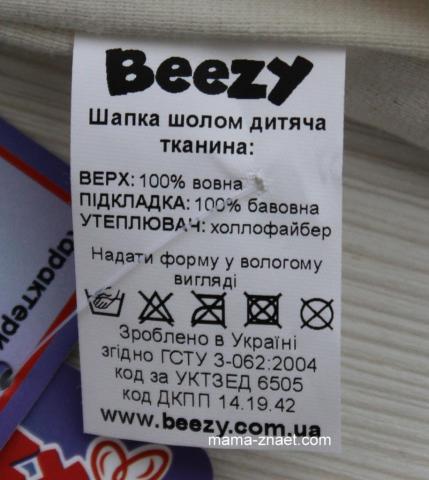 Beezy
Шапка шолом дитяча
тканина:
ВЕРХ: 100% вовна
ПІДКЛАДКА: 100% бавовна
УТЕПЛЮВАЧ: холлофайбер
Надати форму у вологому
вигляді
Зроблено в Україні
згідно ГСТУ 3-062:2004
код за УКТЗЕД 6505
код ДКПП 14.19.42
www.beezy.com.ua
mama-znaet.com